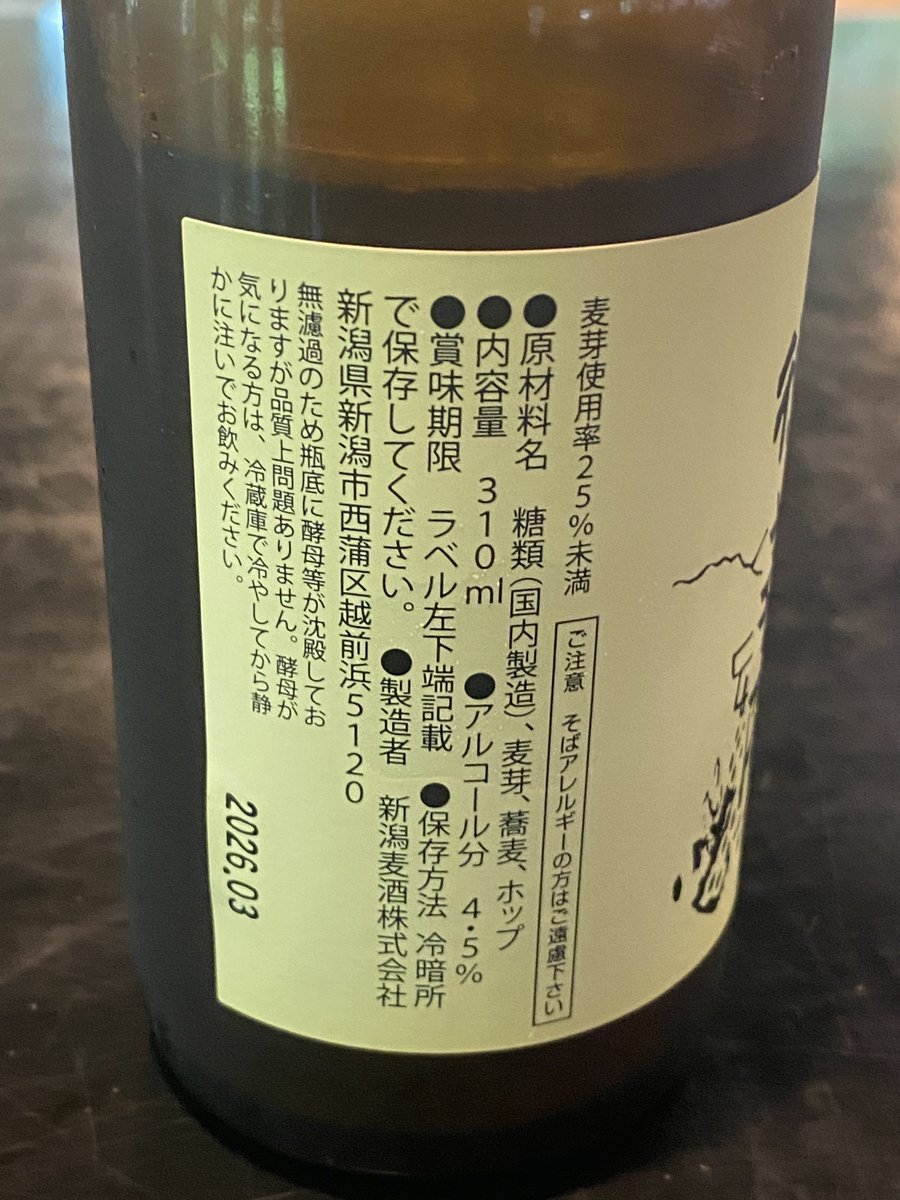 麦芽使用率25%未満
ご注意 そばアレルギーの方はご遠慮下さい
●原材料名 糖類(国内製造)、麦芽、蕎麦、ホップ
●内容量 310ml ●アルコール分 4.5%
●賞味期限 ラベル左下端記載 ●保存方法 冷暗所
で保存してください。 ●製造者 新潟麦酒株式会社
新潟県新潟市西蒲区越前浜5120
無濾過のため瓶底に酵母等が沈殿してお
りますが品質上問題ありません。酵母が
気になる方は、冷蔵庫で冷やしてから静
かに注いでお飲みください。
2026.03